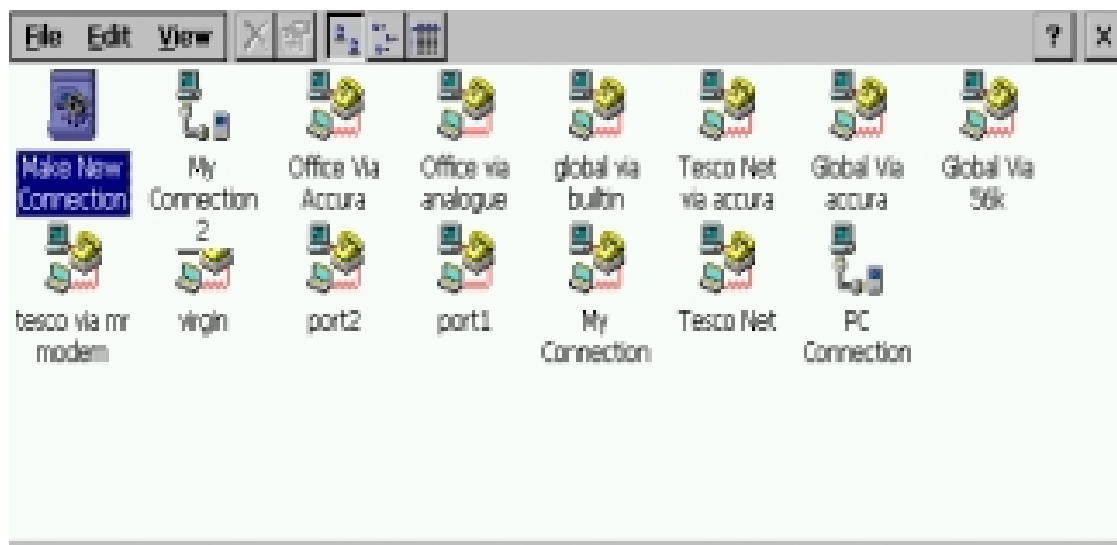 File Edit View ? X
Make New My Office Via Office via global via Tesco Net Global Via Global Via
Connection Connection Accura analogue builtin via accura accura 56k
2
tesco via mr virgin port2 port1 My Tesco Net PC
modem Connection Connection